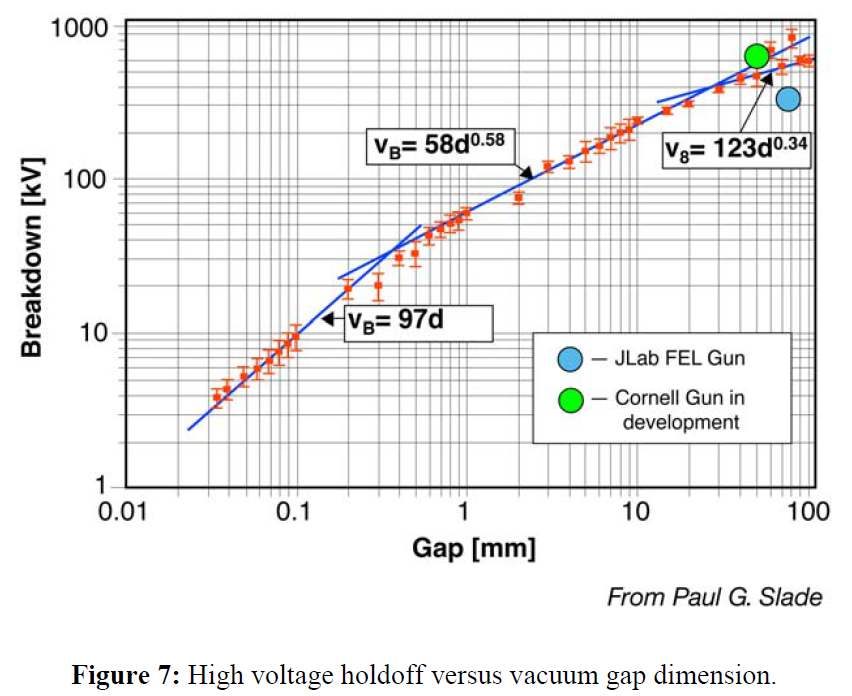 1000
100
10
1
Breakdown [kV]
v_B= 58d^0.58
v_8= 123d^0.34
v_B= 97d
– JLab FEL Gun
– Cornell Gun in
development
0.01 0.1 1 10 100
Gap [mm]
From Paul G. Slade
Figure 7: High voltage holdoff versus vacuum gap dimension.